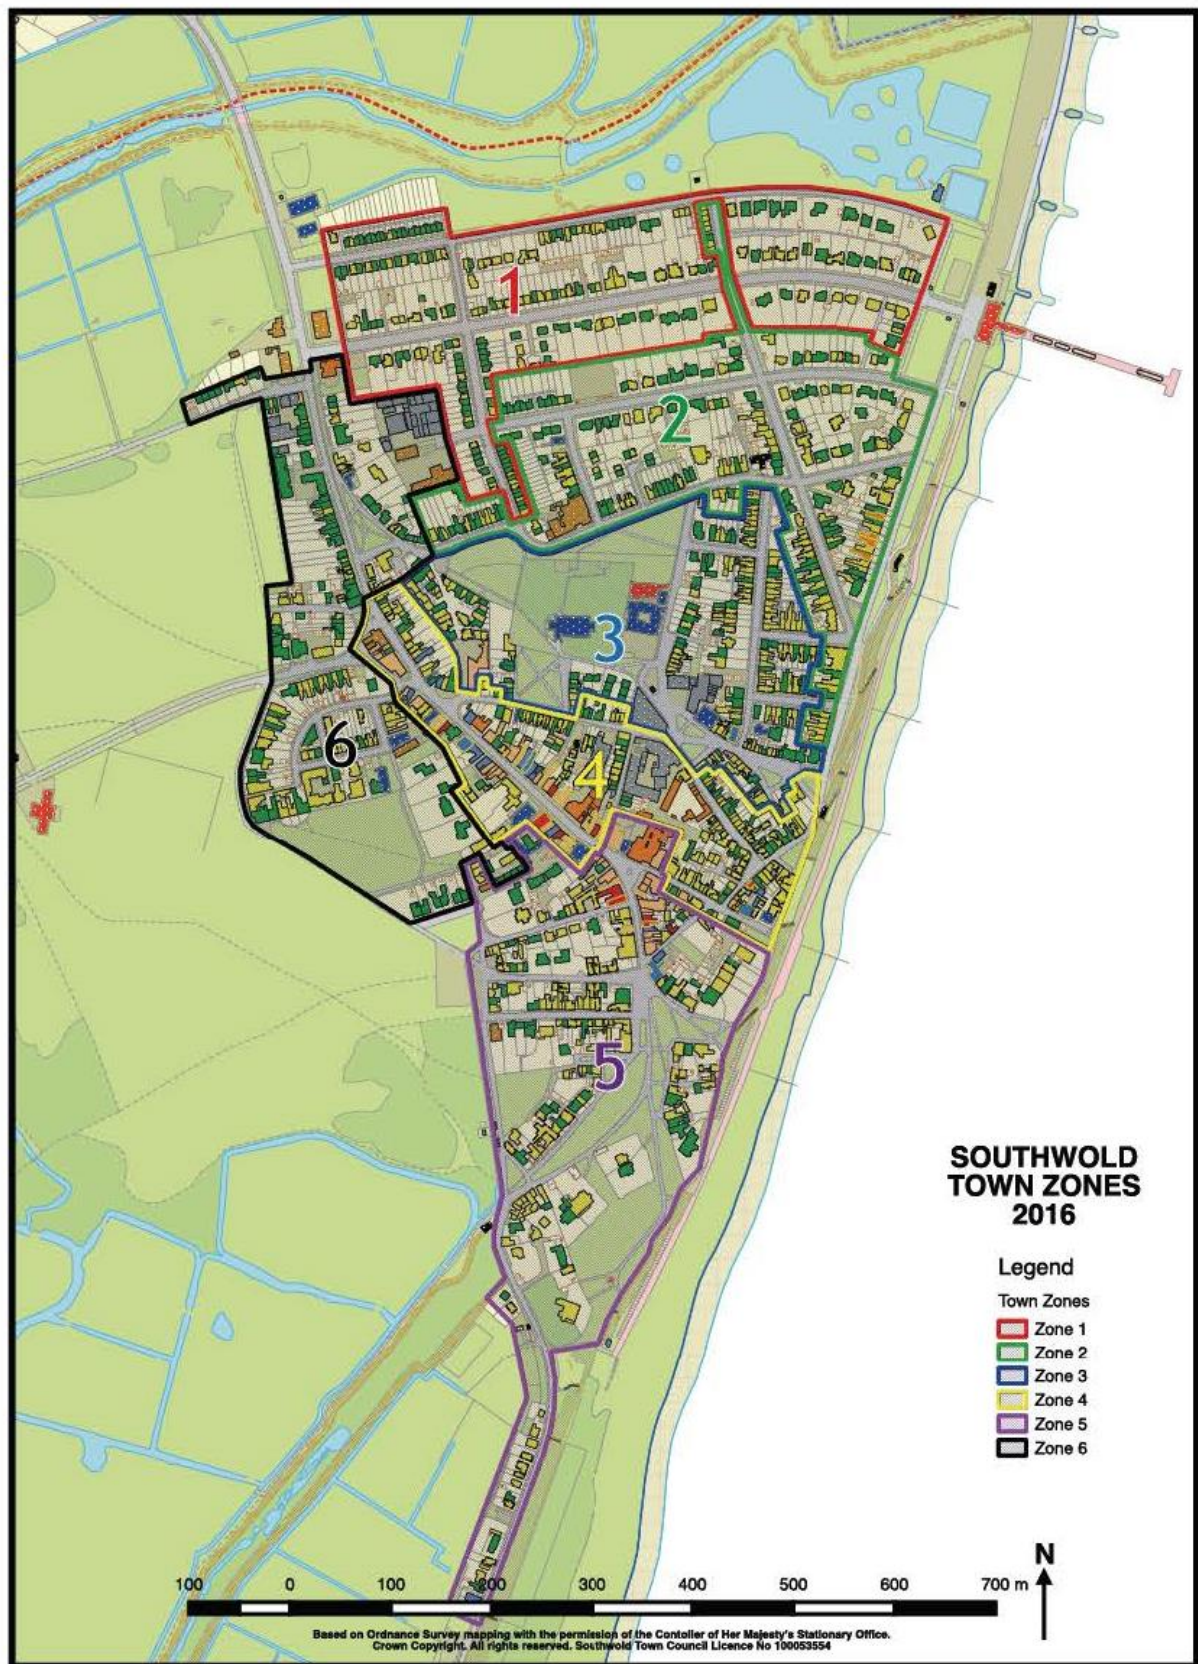 1
2
3
4
6
5
SOUTHWOLD
TOWN ZONES
2016
Legend
Town Zones
Zone 1
Zone 2
Zone 3
Zone 4
Zone 5
Zone 6
N
100 0 100 200 300 400 500 600 700 m
Based on Ordnance Survey mapping with the permission of the Contoller of Her Majesty's Stationary Office.
Crown Copyright. All rights reserved. Southwold Town Council Licence No 100053554